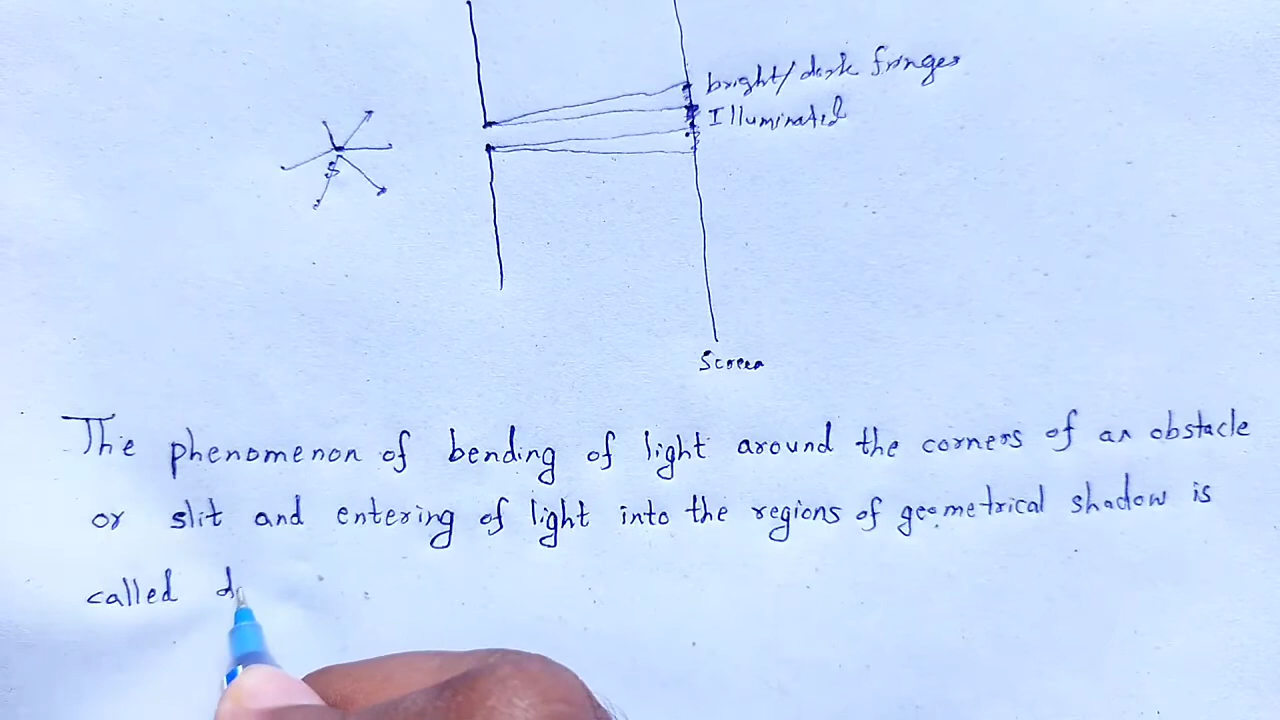 bright/dark fringes
Illuminated
S
Screen
The phenomenon of bending of light around the corners of an obstacle
or slit and entering of light into the regions of geometrical shadow is
called d